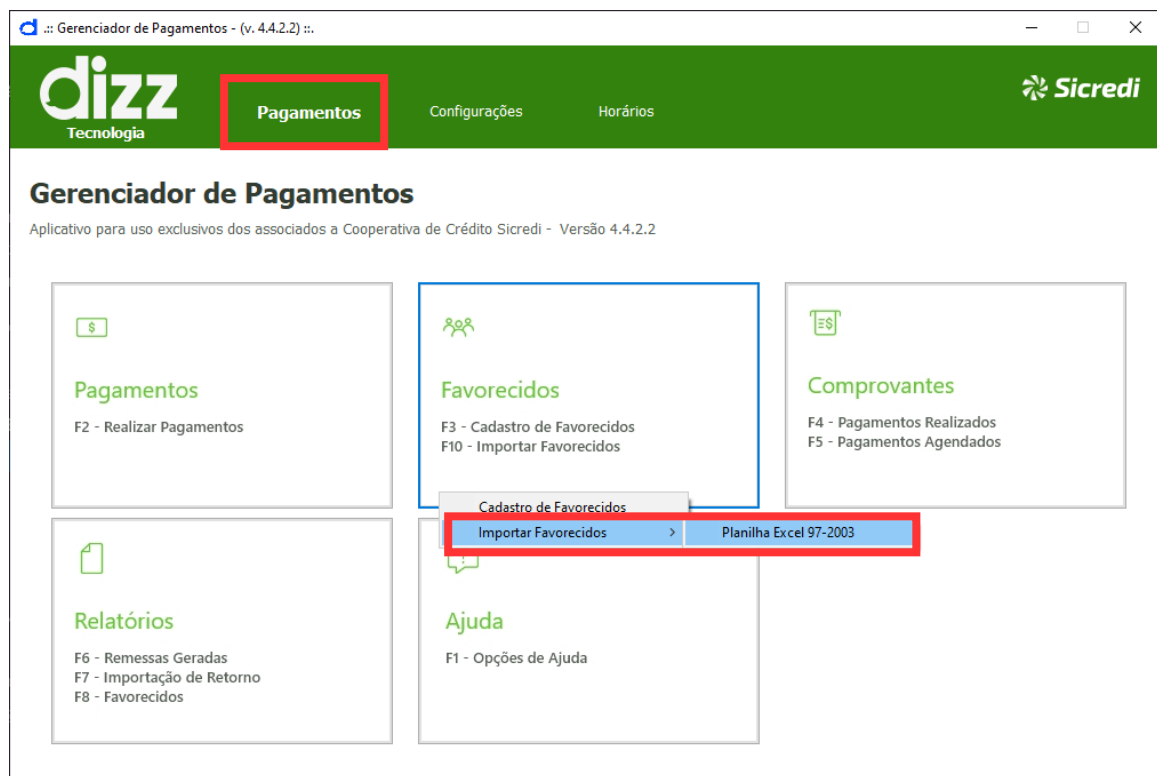 .:: Gerenciador de Pagamentos - (v. 4.4.2.2) ::.
dizz
Tecnologia
Pagamentos
Configurações
Horários
Sicredi
Gerenciador de Pagamentos
Aplicativo para uso exclusivos dos associados a Cooperativa de Crédito Sicredi - Versão 4.4.2.2
Pagamentos
F2 - Realizar Pagamentos
Favorecidos
F3 - Cadastro de Favorecidos
F10 - Importar Favorecidos
Comprovantes
F4 - Pagamentos Realizados
F5 - Pagamentos Agendados
Cadastro de Favorecidos
Importar Favorecidos > Planilha Excel 97-2003
Relatórios
F6 - Remessas Geradas
F7 - Importação de Retorno
F8 - Favorecidos
Ajuda
F1 - Opções de Ajuda